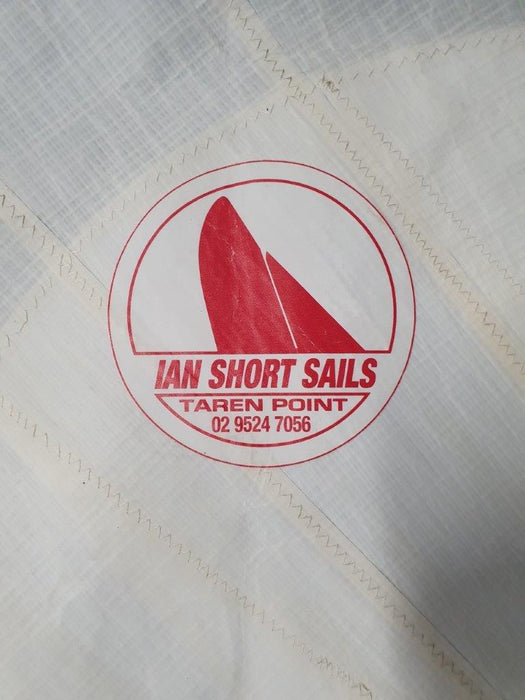 IAN SHORT SAILS
TAREN POINT
02 9524 7056